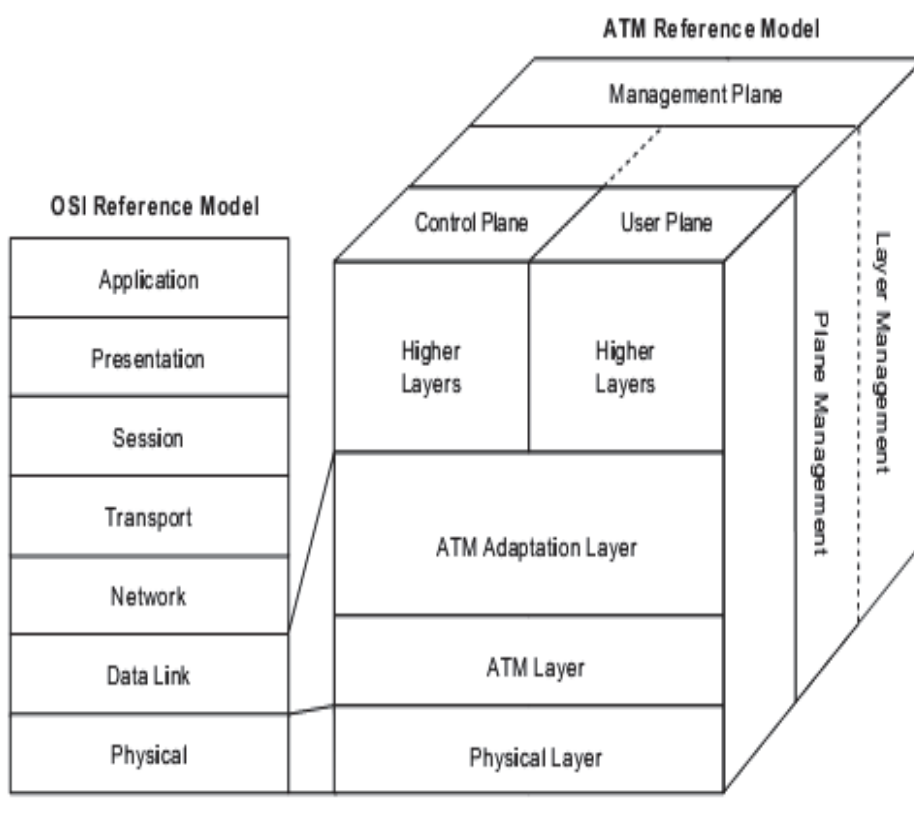 ATM Reference Model
Management Plane
OSI Reference Model
Control Plane
User Plane
Application
Presentation
Session
Transport
Network
Data Link
Physical
Higher
Layers
Higher
Layers
ATM Adaptation Layer
ATM Layer
Physical Layer
Plane Management
Layer Management